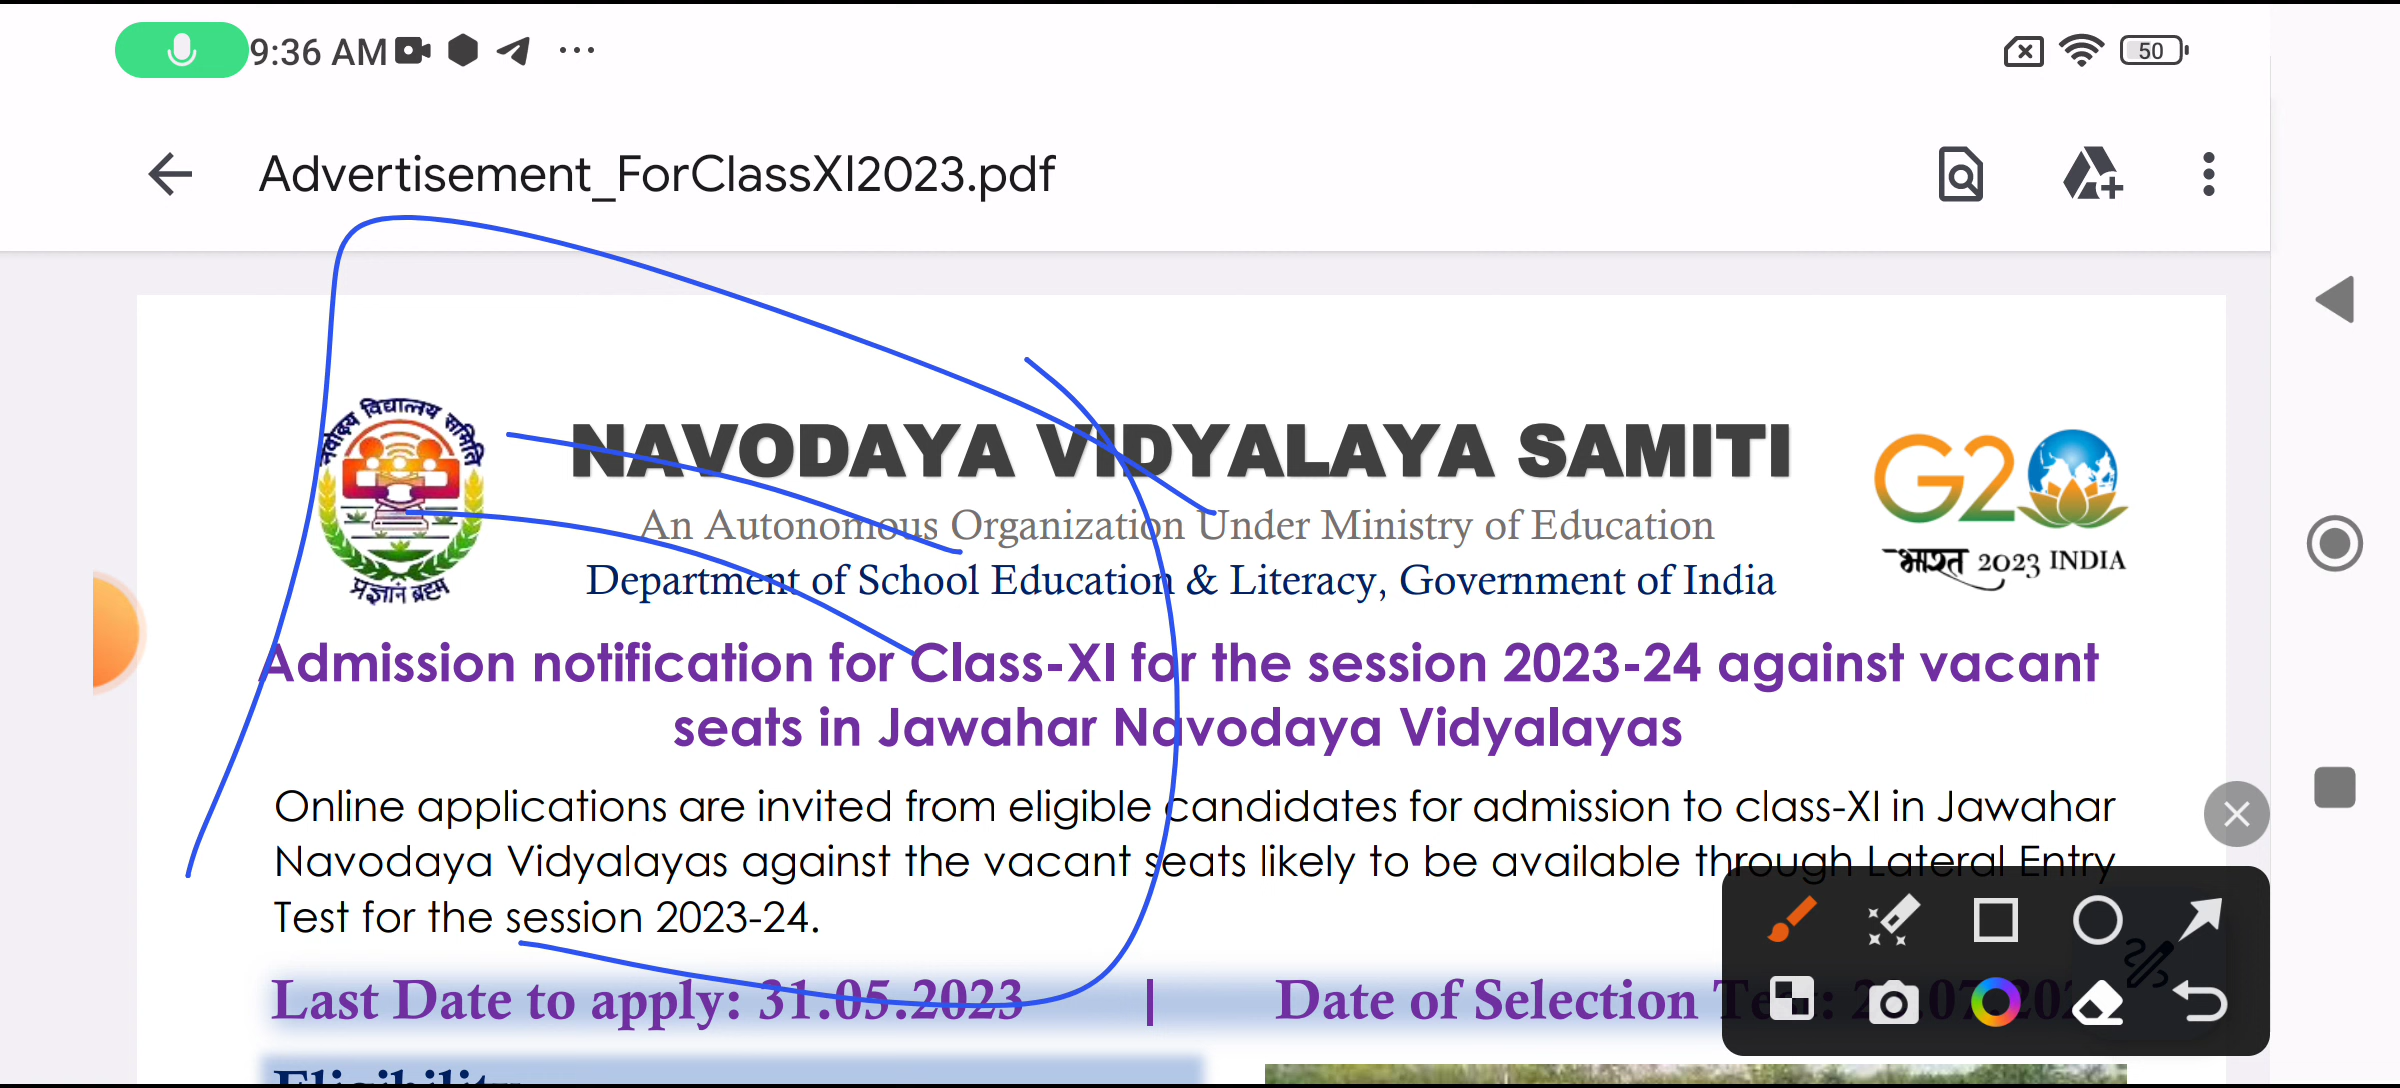 9:36 AM
50
Advertisement_ForClassXI2023.pdf
नवोदय विद्यालय समिति
प्रज्ञानं ब्रह्म
NAVODAYA VIDYALAYA SAMITI
An Autonomous Organization Under Ministry of Education
Department of School Education & Literacy, Government of India
G20
भारत 2023 INDIA
Admission notification for Class-XI for the session 2023-24 against vacant
seats in Jawahar Navodaya Vidyalayas
Online applications are invited from eligible candidates for admission to class-XI in Jawahar
Navodaya Vidyalayas against the vacant seats likely to be available through Lateral Entry
Test for the session 2023-24.
Last Date to apply: 31.05.2023 | Date of Selection
Eligibility